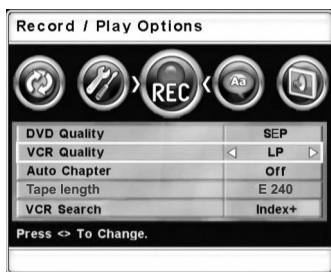 Record / Play Options
REC
Aa
DVD Quality SEP
VCR Quality LP
Auto Chapter Off
Tape length E 240
VCR Search Index+
Press <> To Change.